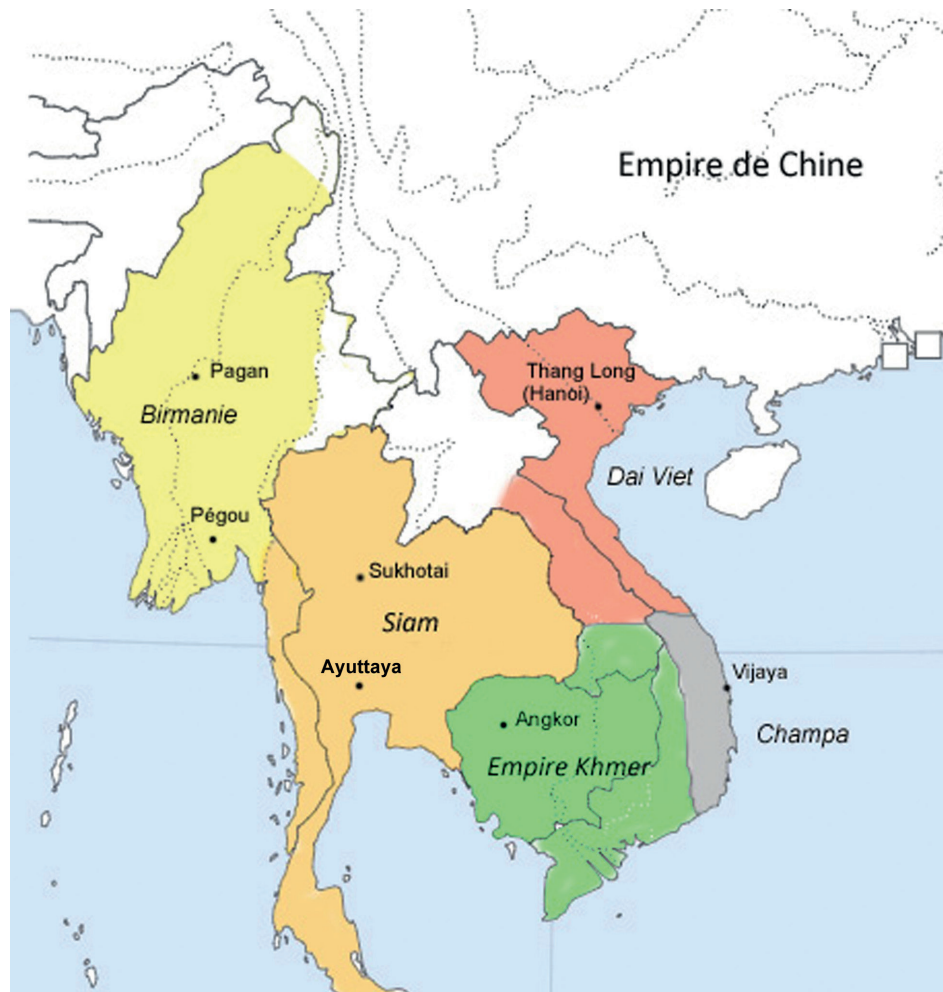 Empire de Chine
Pagan
Birmanie
Thang Long
(Hanoi)
Dai Viet
Pégou
Sukhotai
Siam
Ayuttaya
Vijaya
Angkor
Champa
Empire Khmer